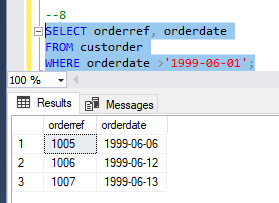 --8
SELECT orderref, orderdate
FROM custorder
WHERE orderdate >'1999-06-01';
100 %
Results Messages
orderref orderdate
1 1005 1999-06-06
2 1006 1999-06-12
3 1007 1999-06-13